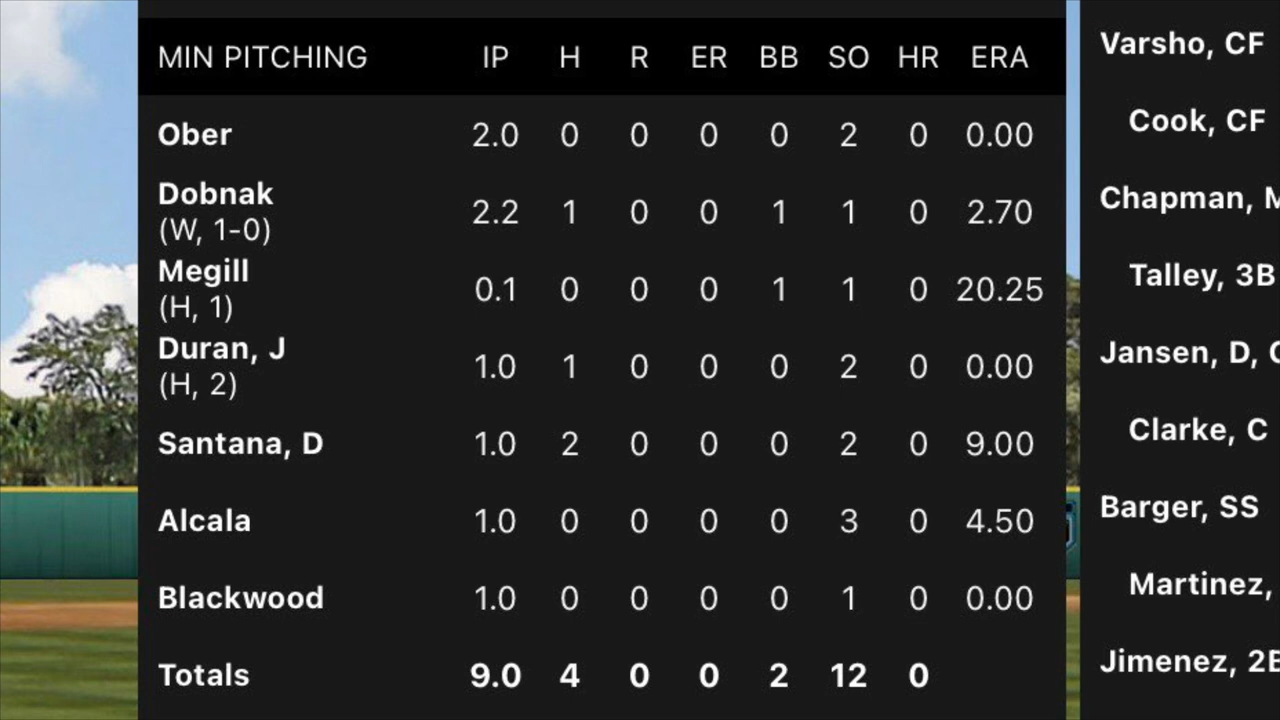 MIN PITCHING IP H R ER BB SO HR ERA
Ober 2.0 0 0 0 0 2 0 0.00
Dobnak 2.2 1 0 0 1 1 0 2.70
(W, 1-0)
Megill 0.1 0 0 0 1 1 0 20.25
(H, 1)
Duran, J 1.0 1 0 0 0 2 0 0.00
(H, 2)
Santana, D 1.0 2 0 0 0 2 0 9.00
Alcala 1.0 0 0 0 0 3 0 4.50
Blackwood 1.0 0 0 0 0 1 0 0.00
Totals 9.0 4 0 0 2 12 0
Varsho, CF
Cook, CF
Chapman,
Talley, 3B
Jansen, D,
Clarke, C
Barger, SS
Martinez,
Jimenez,